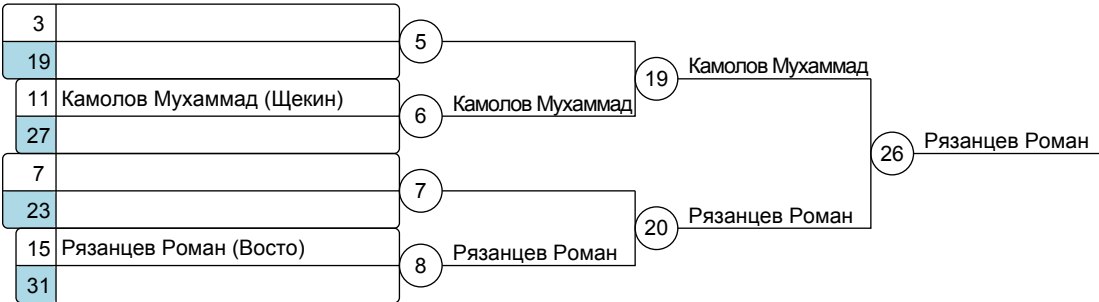 3
5
19
11 Камолов Мухаммад (Щекин)
6
Камолов Мухаммад
27
19
Камолов Мухаммад
7
7
23
15 Рязанцев Роман (Восто)
8
Рязанцев Роман
31
20
Рязанцев Роман
26
Рязанцев Роман